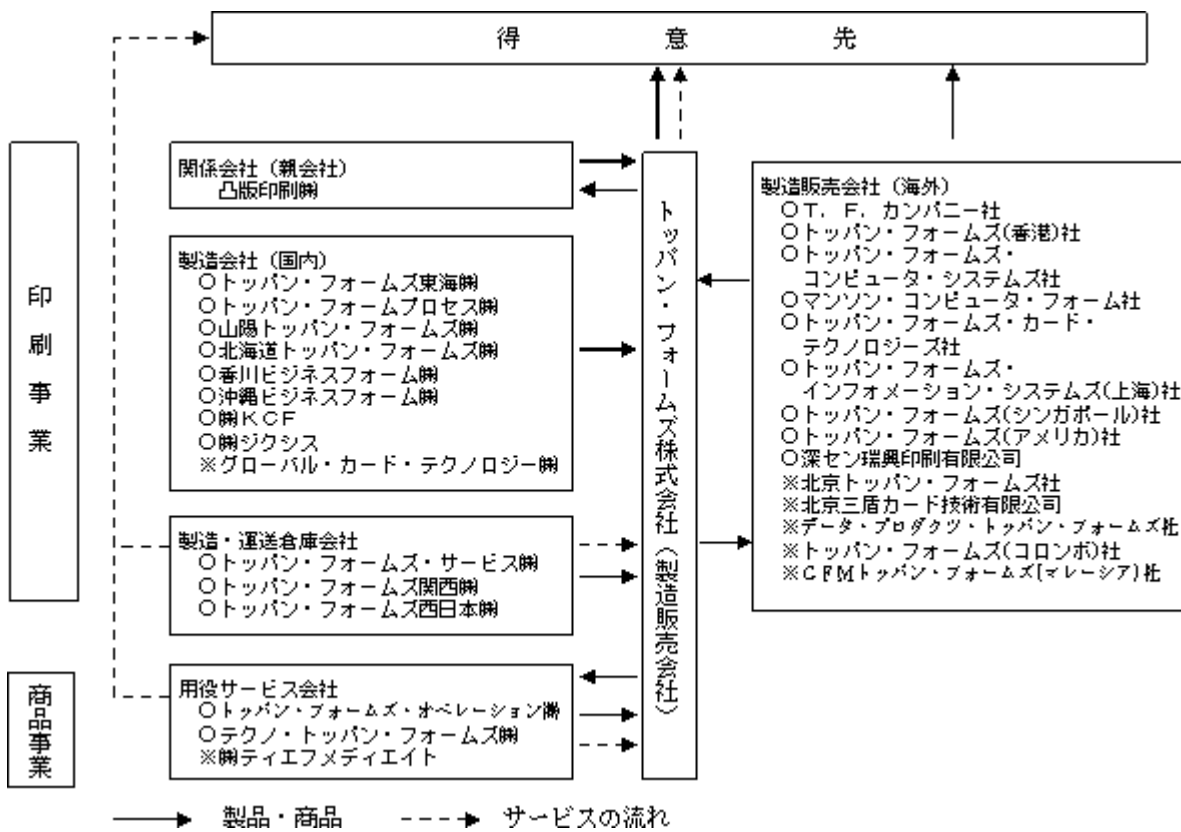 得意先
印刷事業
関係会社（親会社）
凸版印刷㈱
製造会社（国内）
○トッパン・フォームズ東海㈱
○トッパン・フォームプロセス㈱
○山陽トッパン・フォームズ㈱
○北海道トッパン・フォームズ㈱
○香川ビジネスフォーム㈱
○沖縄ビジネスフォーム㈱
○㈱ＫＣＦ
○㈱ジクシス
※グローバル・カード・テクノロジー㈱
製造・運送倉庫会社
○トッパン・フォームズ・サービス㈱
○トッパン・フォームズ関西㈱
○トッパン・フォームズ西日本㈱
商品事業
用役サービス会社
○トッパン・フォームズ・オペレーション㈱
○テクノ・トッパン・フォームズ㈱
※㈱ティエフメディエイト
トッパン・フォームズ株式会社（製造販売会社）
製造販売会社（海外）
○Ｔ．Ｆ．カンパニー社
○トッパン・フォームズ(香港)社
○トッパン・フォームズ・
コンピュータ・システムズ社
○マンソン・コンピュータ・フォーム社
○トッパン・フォームズ・カード・
テクノロジーズ社
○トッパン・フォームズ・
インフォメーション・システムズ(上海)社
○トッパン・フォームズ(シンガポール)社
○トッパン・フォームズ(アメリカ)社
○深セン瑞興印刷有限公司
※北京トッパン・フォームズ社
※北京三盾カード技術有限公司
※データ・プロダクツ・トッパン・フォームズ社
※トッパン・フォームズ(コロンボ)社
※ＣＦＭトッパン・フォームズ(マレーシア)社
製品・商品
サービスの流れ